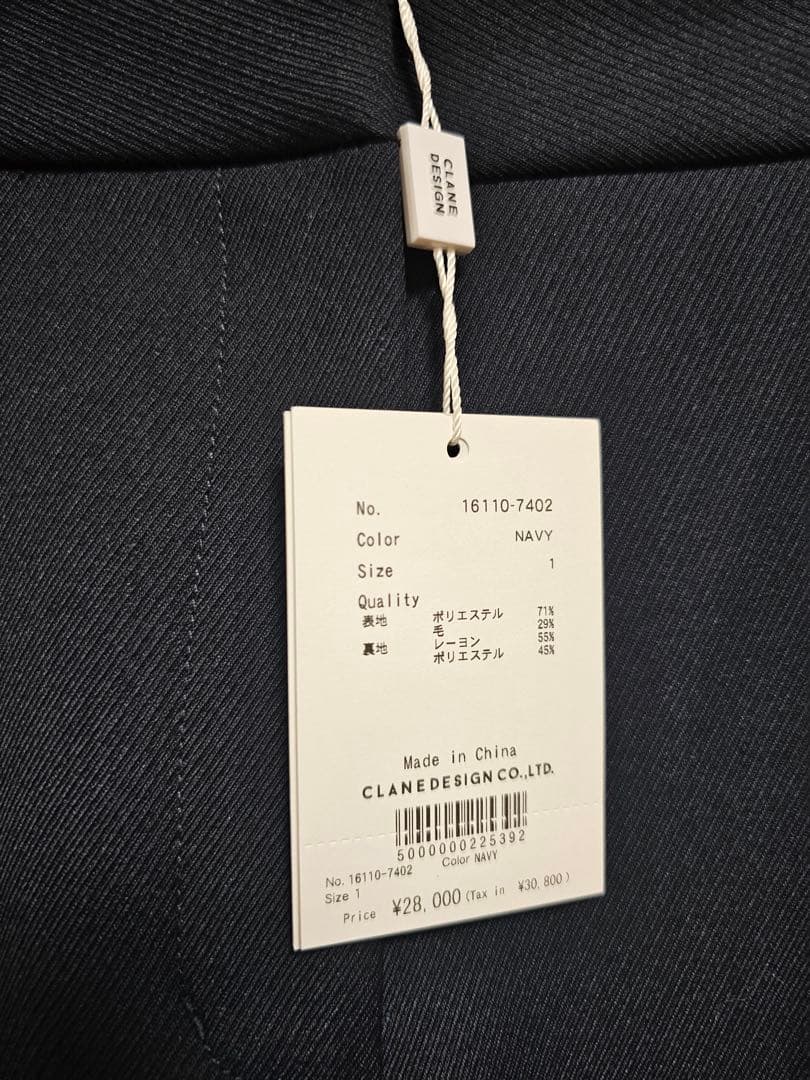 CLANE
DESIGN
No. 16110-7402
Color NAVY
Size 1
Quality
表地 ポリエステル 71%
毛 29%
裏地 レーヨン 55%
ポリエステル 45%
Made in China
CLANE DESIGN CO.,LTD.
5000000225392
No. 16110-7402 Color NAVY
Size 1
Price ¥28,000 (Tax in ¥30,800)